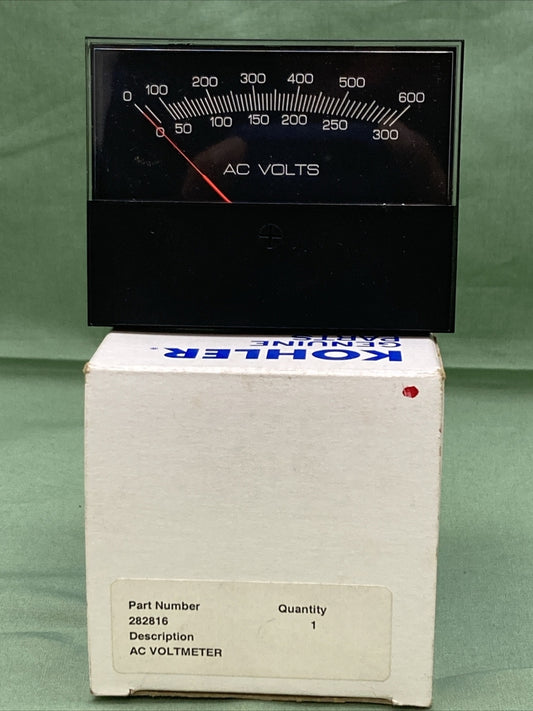 0 100 200 300 400 500 600
0 50 100 150 200 250 300
AC VOLTS
KOHLER
GENUINE
PARTS
Part Number Quantity
282816 1
Description
AC VOLTMETER